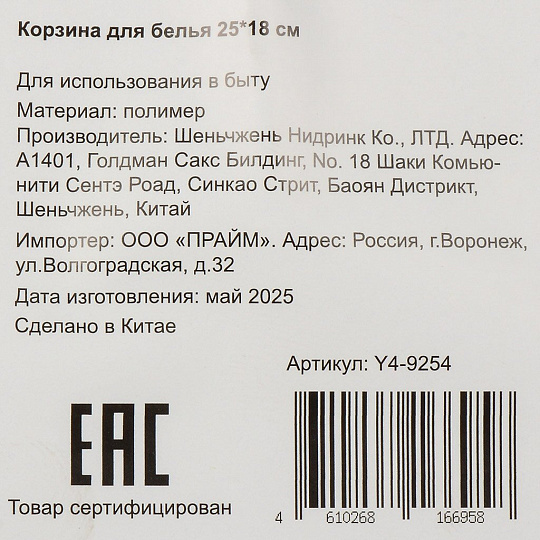 Корзина для белья 25*18 см
Для использования в быту
Материал: полимер
Производитель: Шеньчжень Нидринк Ко., ЛТД. Адрес:
А1401, Голдман Сакс Билдинг, No. 18 Шаки Комью-
нити Сентэ Роад, Синкао Стрит, Баоян Дистрикт,
Шеньчжень, Китай
Импортер: ООО «ПРАЙМ». Адрес: Россия, г.Воронеж,
ул.Волгоградская, д.32
Дата изготовления: май 2025
Сделано в Китае
Артикул: Y4-9254
ЕАС
Товар сертифицирован
4 610268 166958